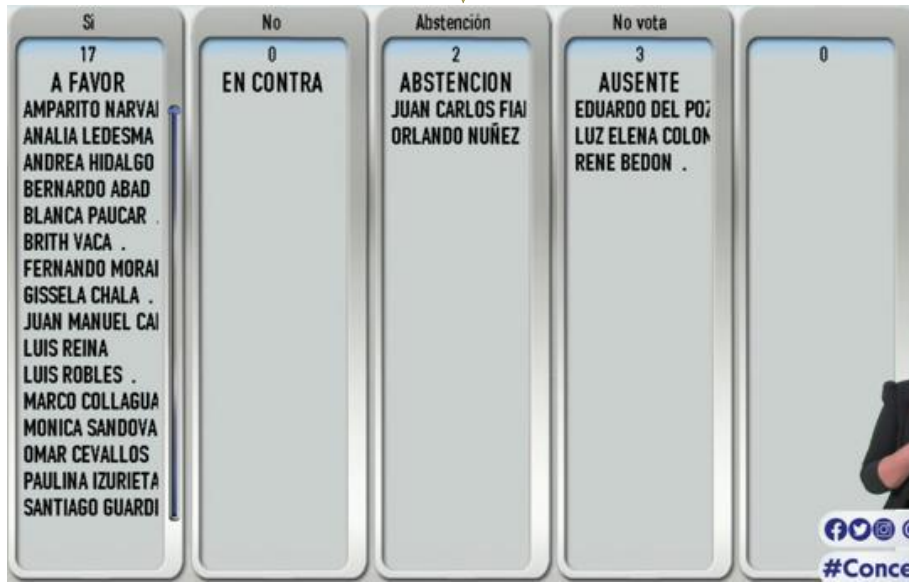 Si
17
A FAVOR
AMPARITO NARVAI
ANALIA LEDESMA
ANDREA HIDALGO
BERNARDO ABAD
BLANCA PAUCAR .
BRITH VACA .
FERNANDO MORAI
GISSELA CHALA .
JUAN MANUEL CAI
LUIS REINA
LUIS ROBLES .
MARCO COLLAGUA
MONICA SANDOVA
OMAR CEVALLOS
PAULINA IZURIETA
SANTIAGO GUARDI
No
0
EN CONTRA
Abstención
2
ABSTENCION
JUAN CARLOS FIAI
ORLANDO NUÑEZ
No vota
3
AUSENTE
EDUARDO DEL POZ
LUZ ELENA COLON
RENE BEDON .
0
#Conce